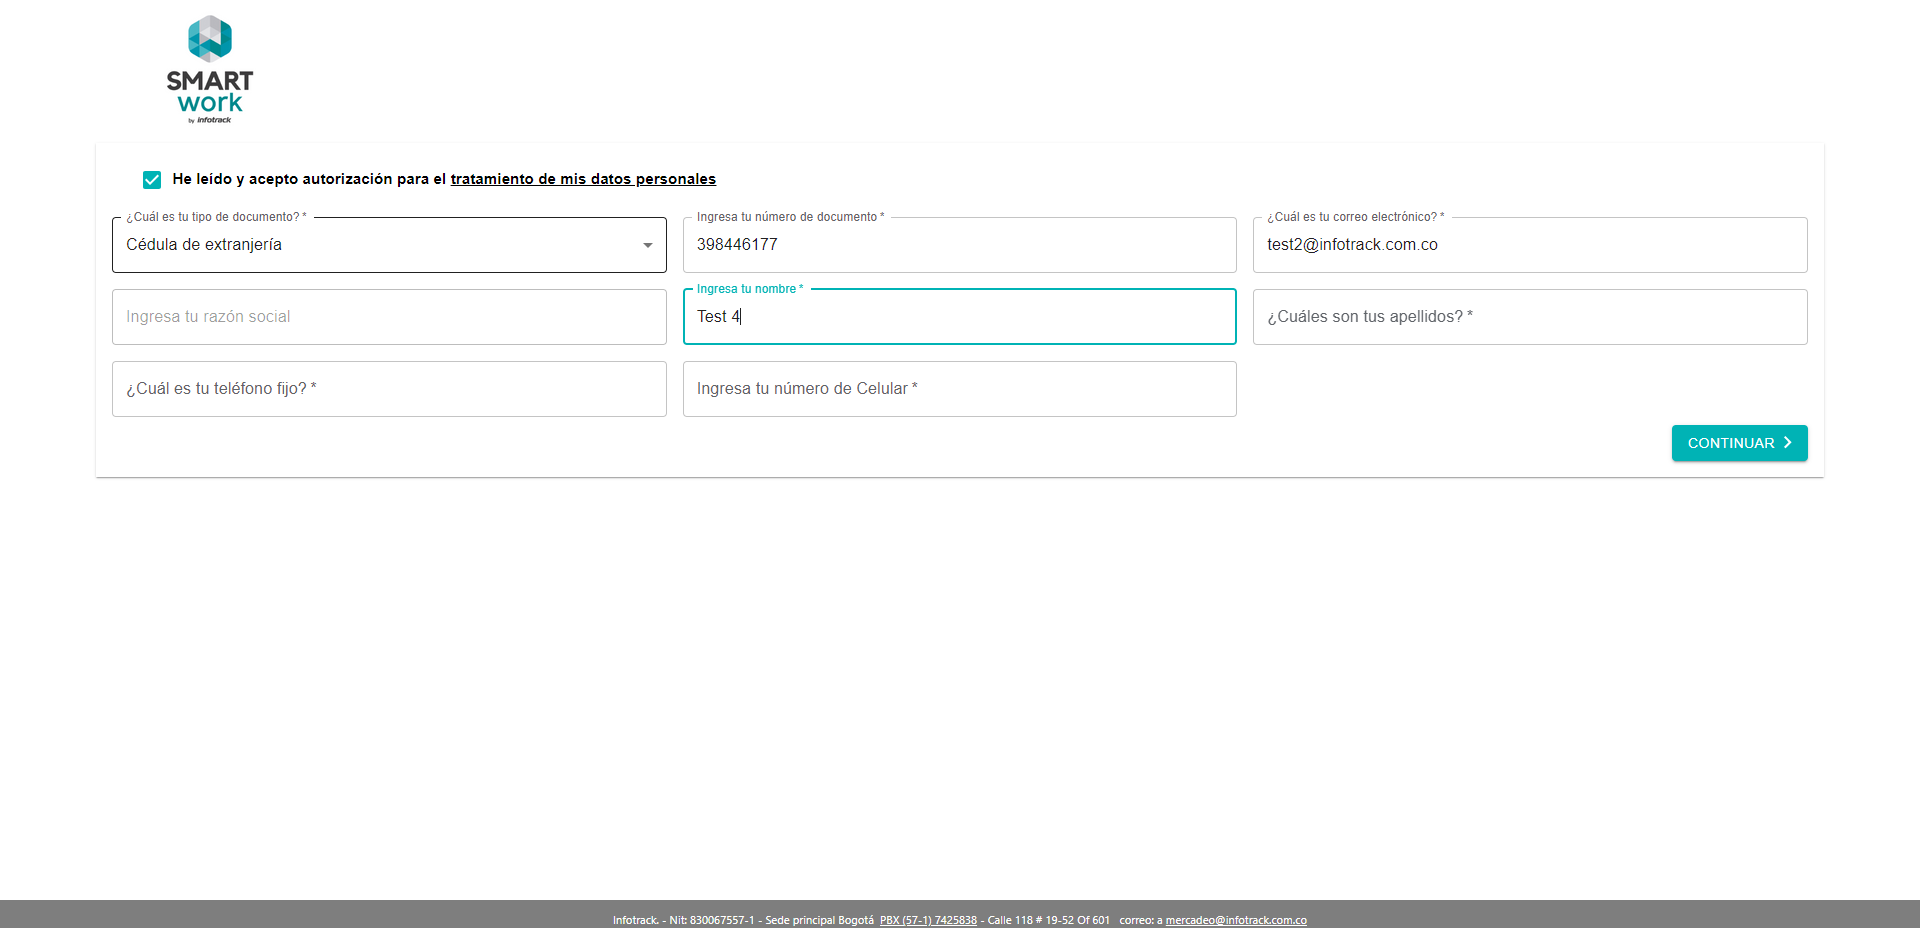 SMART
work
by infotrack
He leído y acepto autorización para el tratamiento de mis datos personales
¿Cuál es tu tipo de documento? *
Cédula de extranjería
Ingresa tu número de documento *
398446177
¿Cuál es tu correo electrónico? *
test2@infotrack.com.co
Ingresa tu razón social
Ingresa tu nombre *
Test 4
¿Cuáles son tus apellidos? *
¿Cuál es tu teléfono fijo? *
Ingresa tu número de Celular *
CONTINUAR
Infotrack. - Nit: 830067557-1 - Sede principal Bogotá PBX (57-1) 7425838 - Calle 118 # 19-52 Of 601 correo: a mercadeo@infotrack.com.co